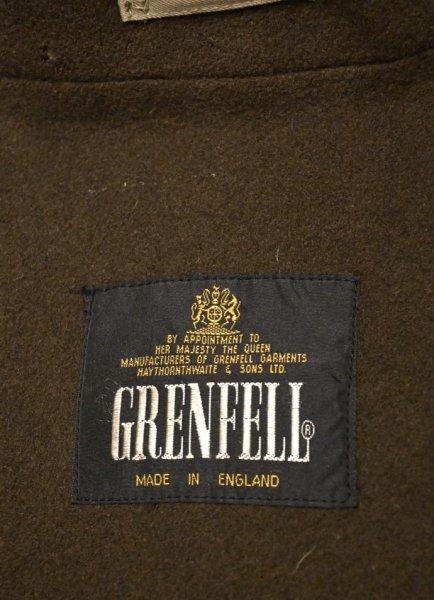 BY APPOINTMENT TO
HER MAJESTY THE QUEEN
MANUFACTURERS OF GRENFELL GARMENTS
HAYTHORNTHWAITE & SONS LTD.
GRENFELL®
MADE IN ENGLAND